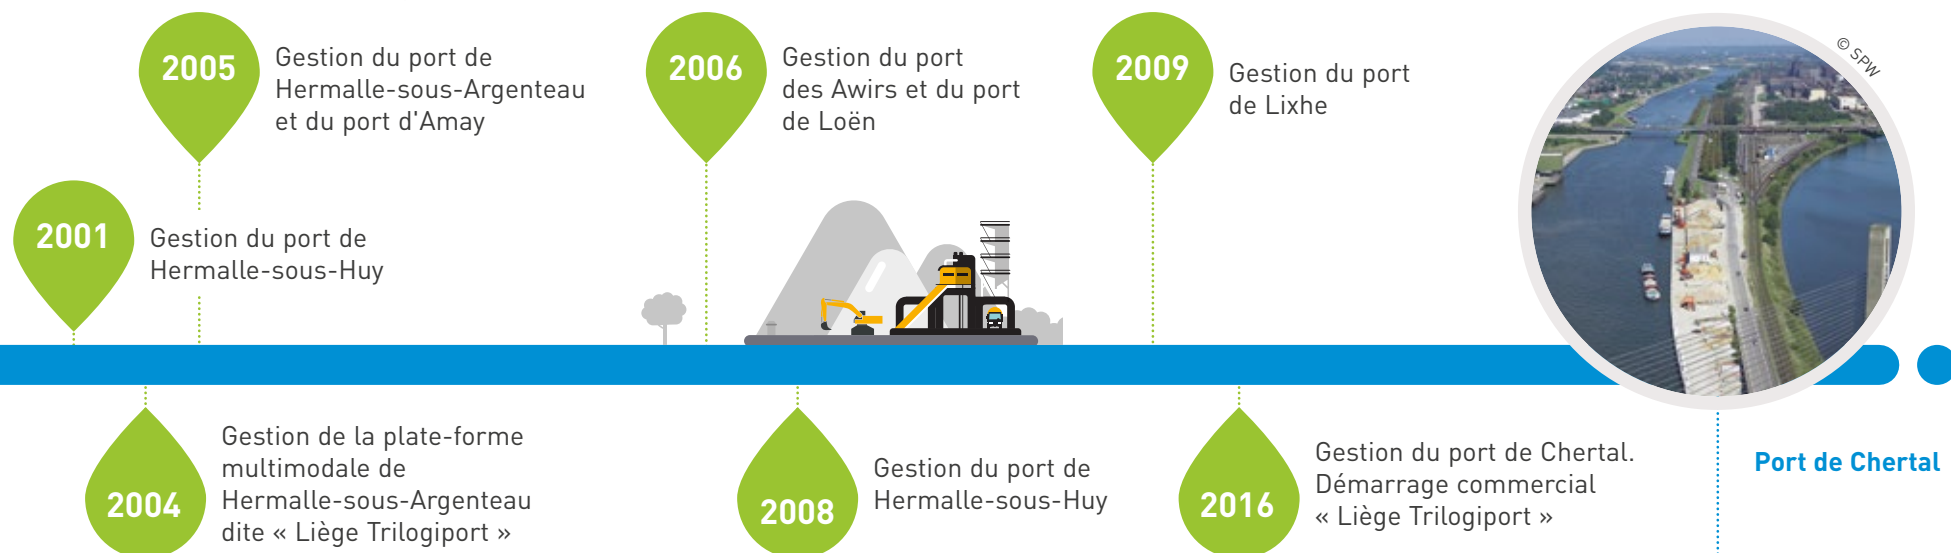 2005
Gestion du port de
Hermalle-sous-Argenteau
et du port d'Amay
2006
Gestion du port
des Awirs et du port
de Loën
2009
Gestion du port
de Lixhe
© SPW
2001
Gestion du port de
Hermalle-sous-Huy
2004
Gestion de la plate-forme
multimodale de
Hermalle-sous-Argenteau
dite « Liège Trilogiport »
2008
Gestion du port de
Hermalle-sous-Huy
2016
Gestion du port de Chertal.
Démarrage commercial
« Liège Trilogiport »
Port de Chertal